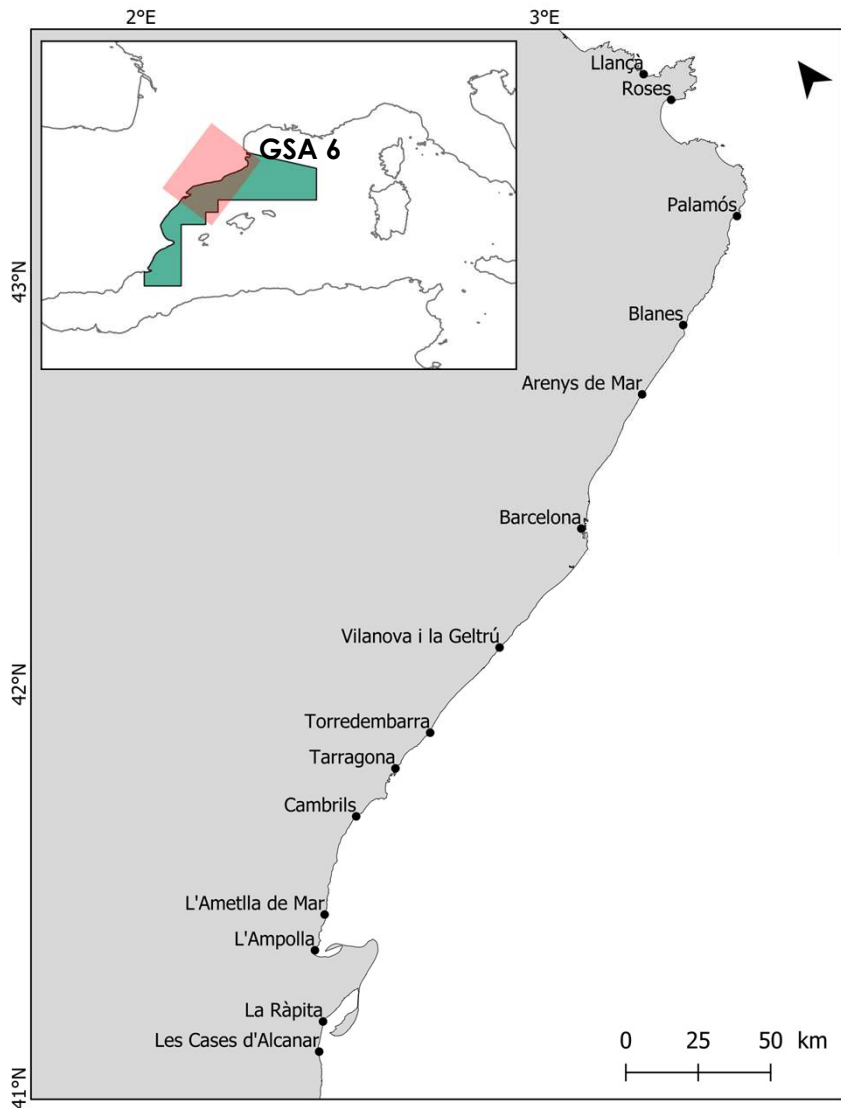 2°E
3°E
GSA 6
43°N
42°N
41°N
Llançà
Roses
Palamós
Blanes
Arenys de Mar
Barcelona
Vilanova i la Geltrú
Torredembarra
Tarragona
Cambrils
L'Ametlla de Mar
L'Ampolla
La Ràpita
Les Cases d'Alcanar
0 25 50 km